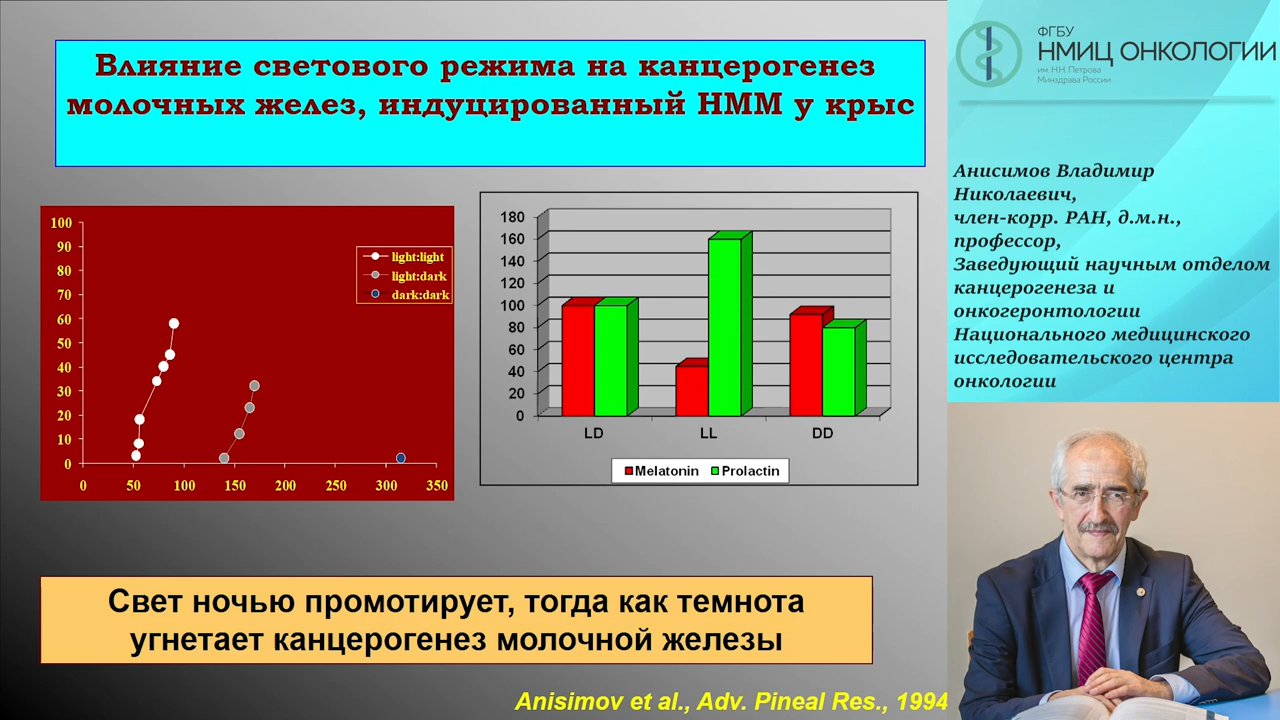 Влияние светового режима на канцерогенез
молочных желез, индуцированный НММ у крыс
100
90
80
70
60
50
40
30
20
10
0
0 50 100 150 200 250 300 350
light:light
light:dark
dark:dark
180
160
140
120
100
80
60
40
20
0
LD LL DD
Melatonin Prolactin
Свет ночью промотирует, тогда как темнота
угнетает канцерогенез молочной железы
Anisimov et al., Adv. Pineal Res., 1994
ФГБУ
НМИЦ ОНКОЛОГИИ
им. Н.Н. Петрова
Минздрава России
Анисимов Владимир
Николаевич,
член-корр. РАН, д.м.н.,
профессор,
Заведующий научным отделом
канцерогенеза и
онкогеронтологии
Национального медицинского
исследовательского центра
онкологии